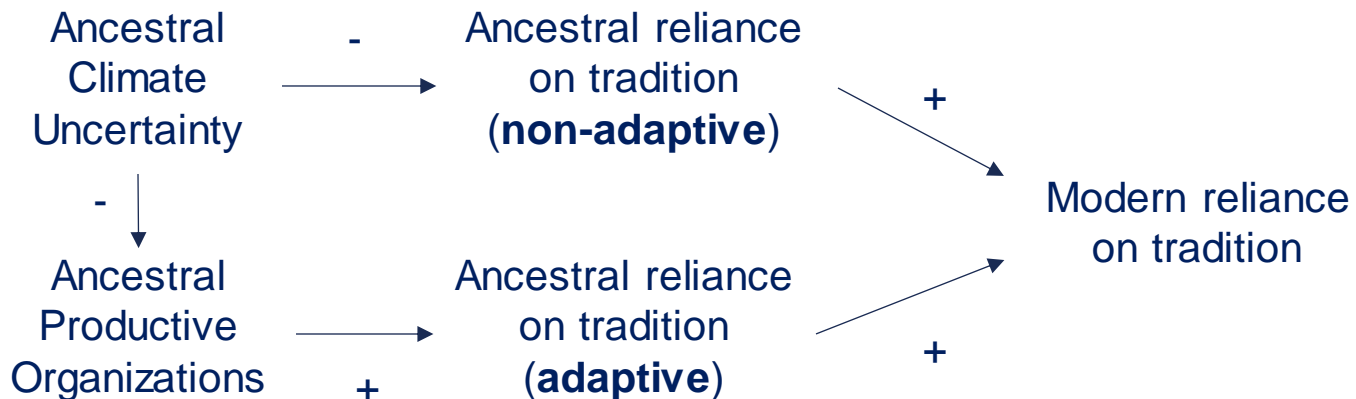 Ancestral
Climate
Uncertainty
-
Ancestral reliance
on tradition
(non-adaptive)
+
-
Modern reliance
on tradition
Ancestral
Productive
Organizations
+
Ancestral reliance
on tradition
(adaptive)
+